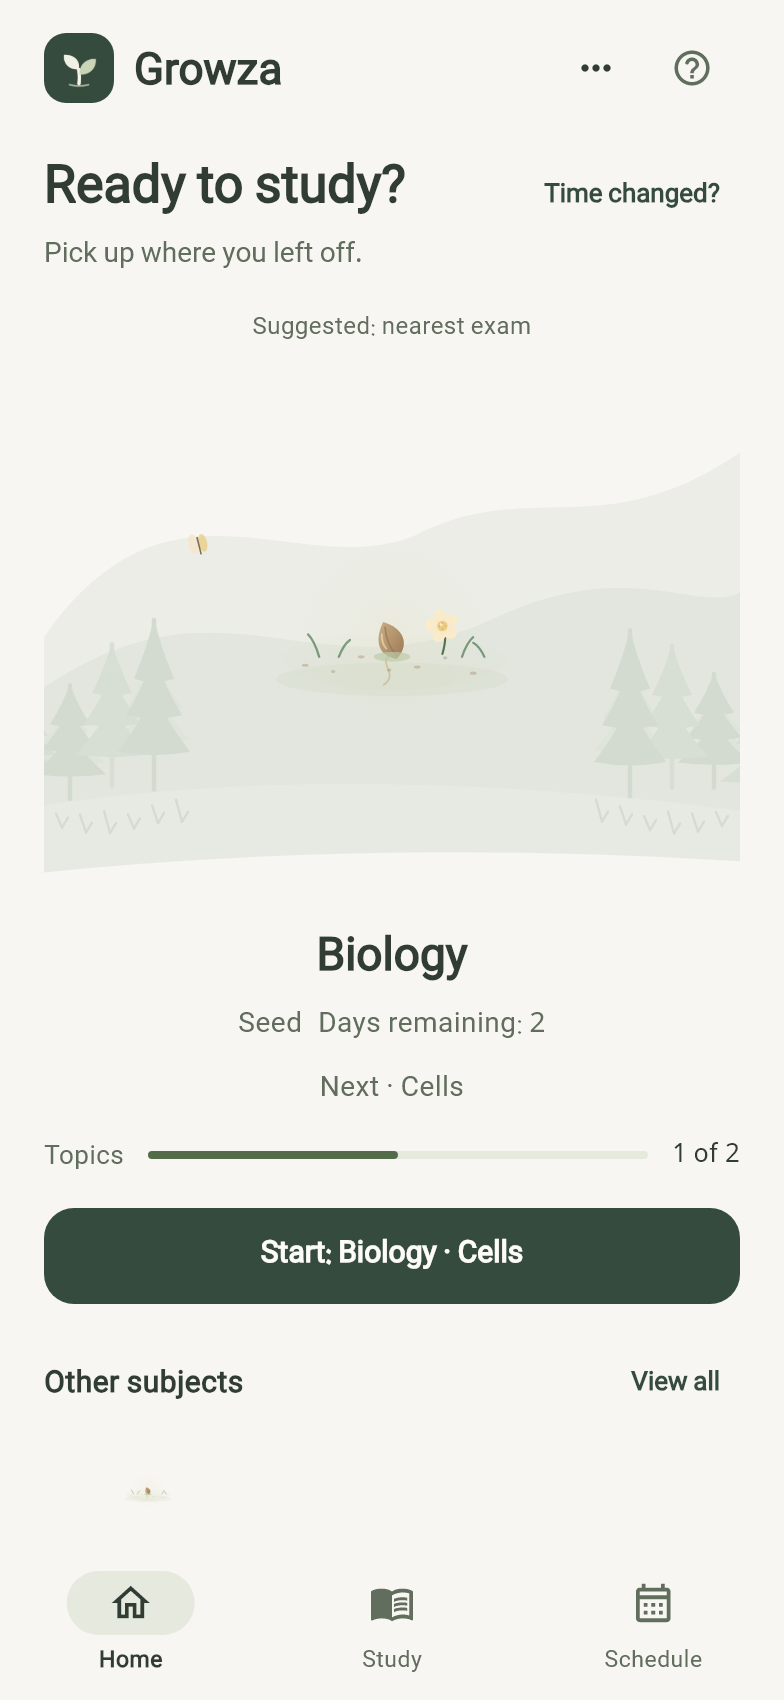 Growza
Ready to study?
Time changed?
Pick up where you left off.
Suggested: nearest exam
Biology
Seed Days remaining: 2
Next · Cells
Topics
1 of 2
Start: Biology · Cells
Other subjects
View all
Home
Study
Schedule